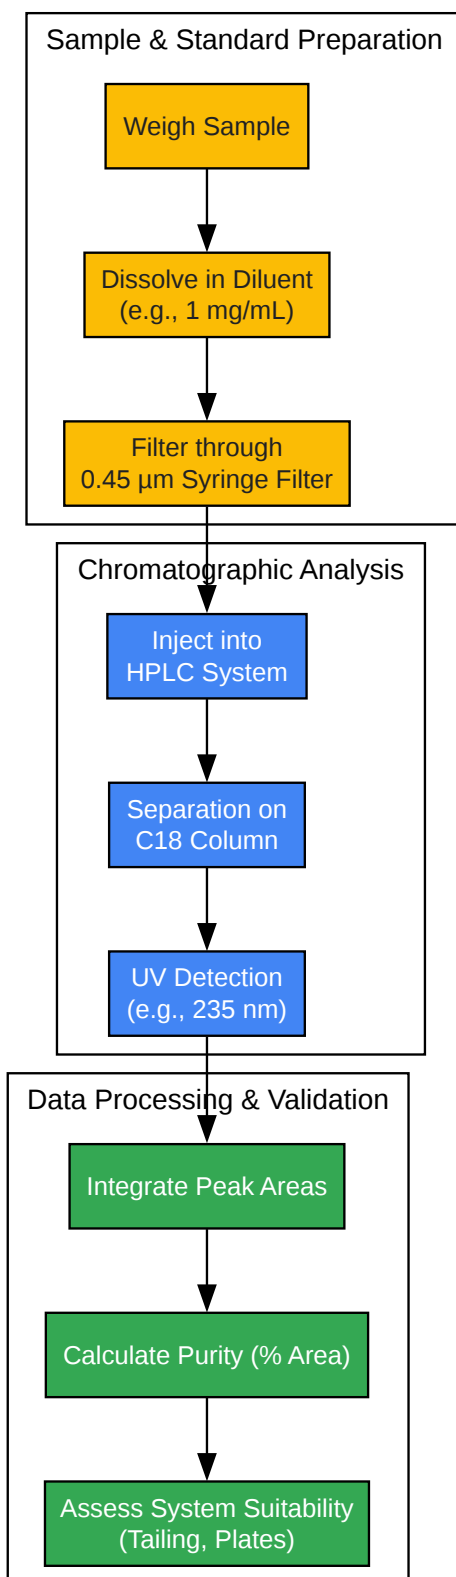 Sample & Standard Preparation
Weigh Sample
Dissolve in Diluent
(e.g., 1 mg/mL)
Filter through
0.45 µm Syringe Filter
Chromatographic Analysis
Inject into
HPLC System
Separation on
C18 Column
UV Detection
(e.g., 235 nm)
Data Processing & Validation
Integrate Peak Areas
Calculate Purity (% Area)
Assess System Suitability
(Tailing, Plates)